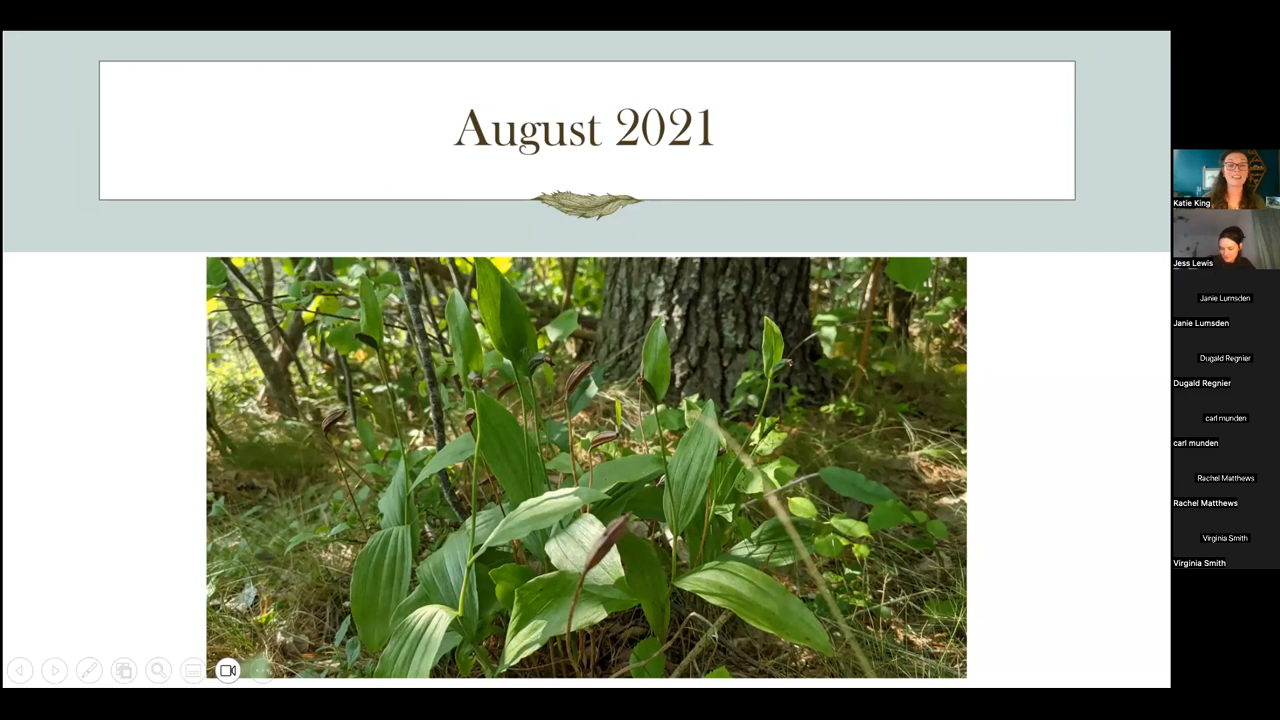 August 2021
Katie King
Jess Lewis
Janie Lumsden
Janie Lumsden
Dugald Regnier
Dugald Regnier
carl munden
carl munden
Rachel Matthews
Rachel Matthews
Virginia Smith
Virginia Smith